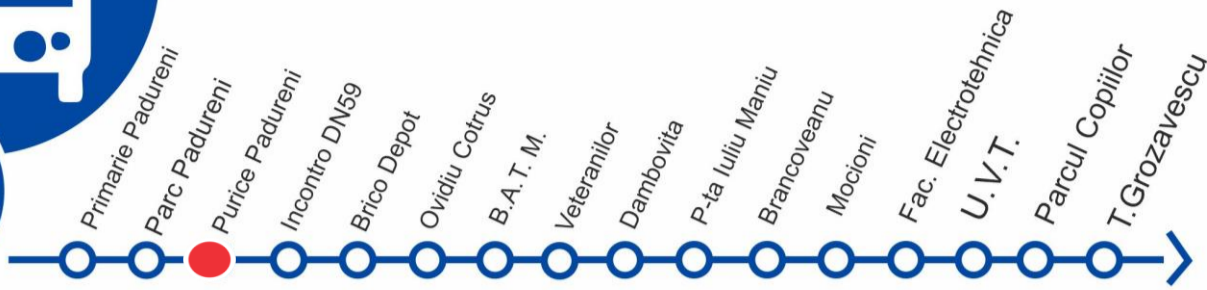 Primarie Padureni
Parc Padureni
Purice Padureni
Incontro DN59
Brico Depot
Ovidiu Cotrus
B.A.T. M.
Veteranilor
Dambovita
P-ta Iuliu Maniu
Brancoveanu
Mocioni
Fac. Electrotehnica
U.V.T.
Parcul Copiilor
T.Grozavescu